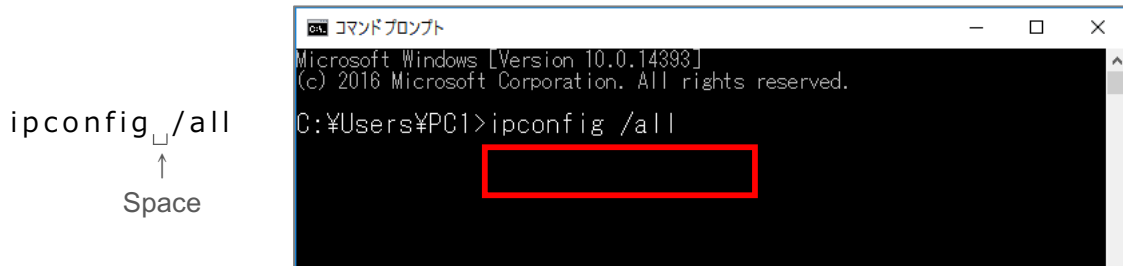 コマンド プロンプト
Microsoft Windows [Version 10.0.14393]
(c) 2016 Microsoft Corporation. All rights reserved.
C:¥Users¥PC1>ipconfig /all
ipconfig␣/all
↑
Space